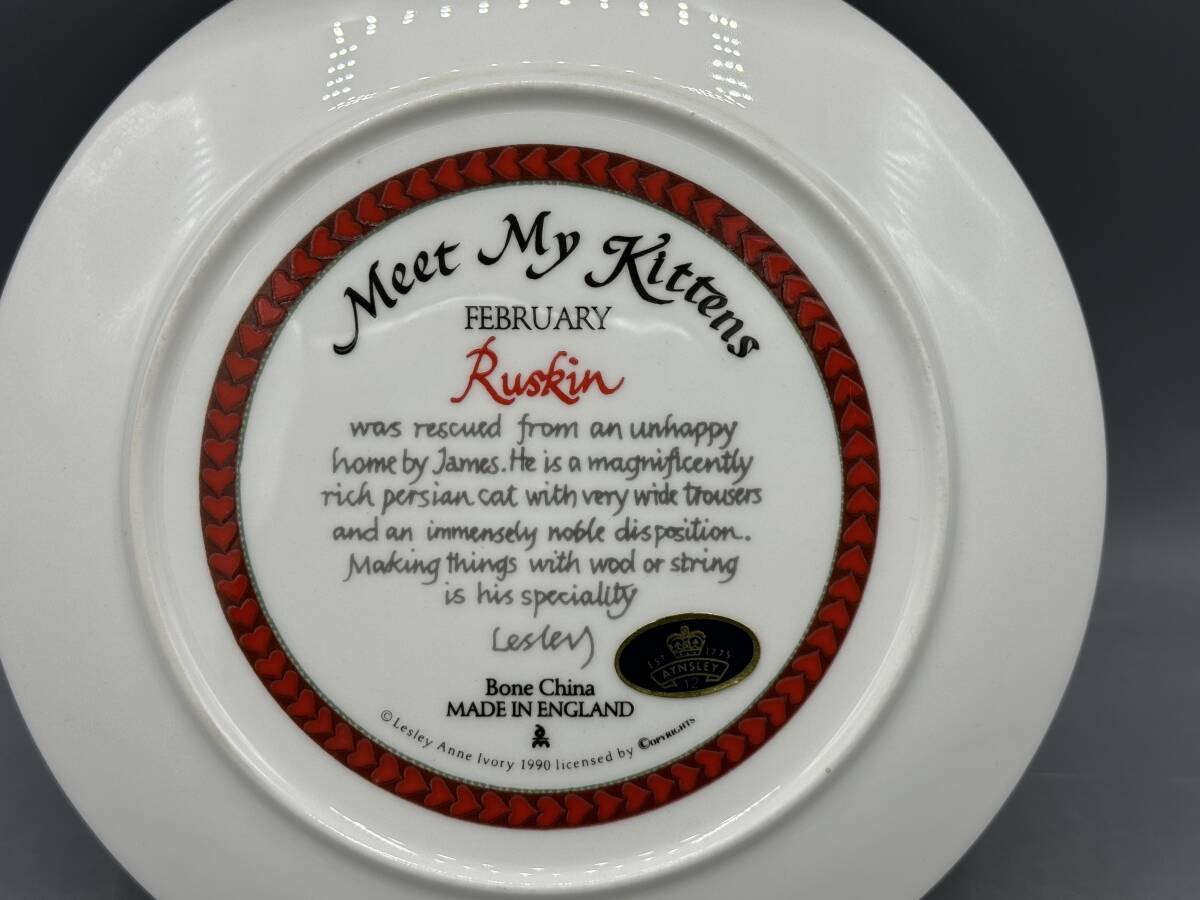 Meet My Kittens
FEBRUARY
Ruskin
was rescued from an unhappy
home by James. He is a magnificently
rich persian cat with very wide trousers
and an immensely noble disposition.
Making things with wool or string
is his speciality
Lesley
EST 1775
AYNSLEY
12
Bone China
MADE IN ENGLAND
© Lesley Anne Ivory 1990 licensed by ©OPYRIGHTS